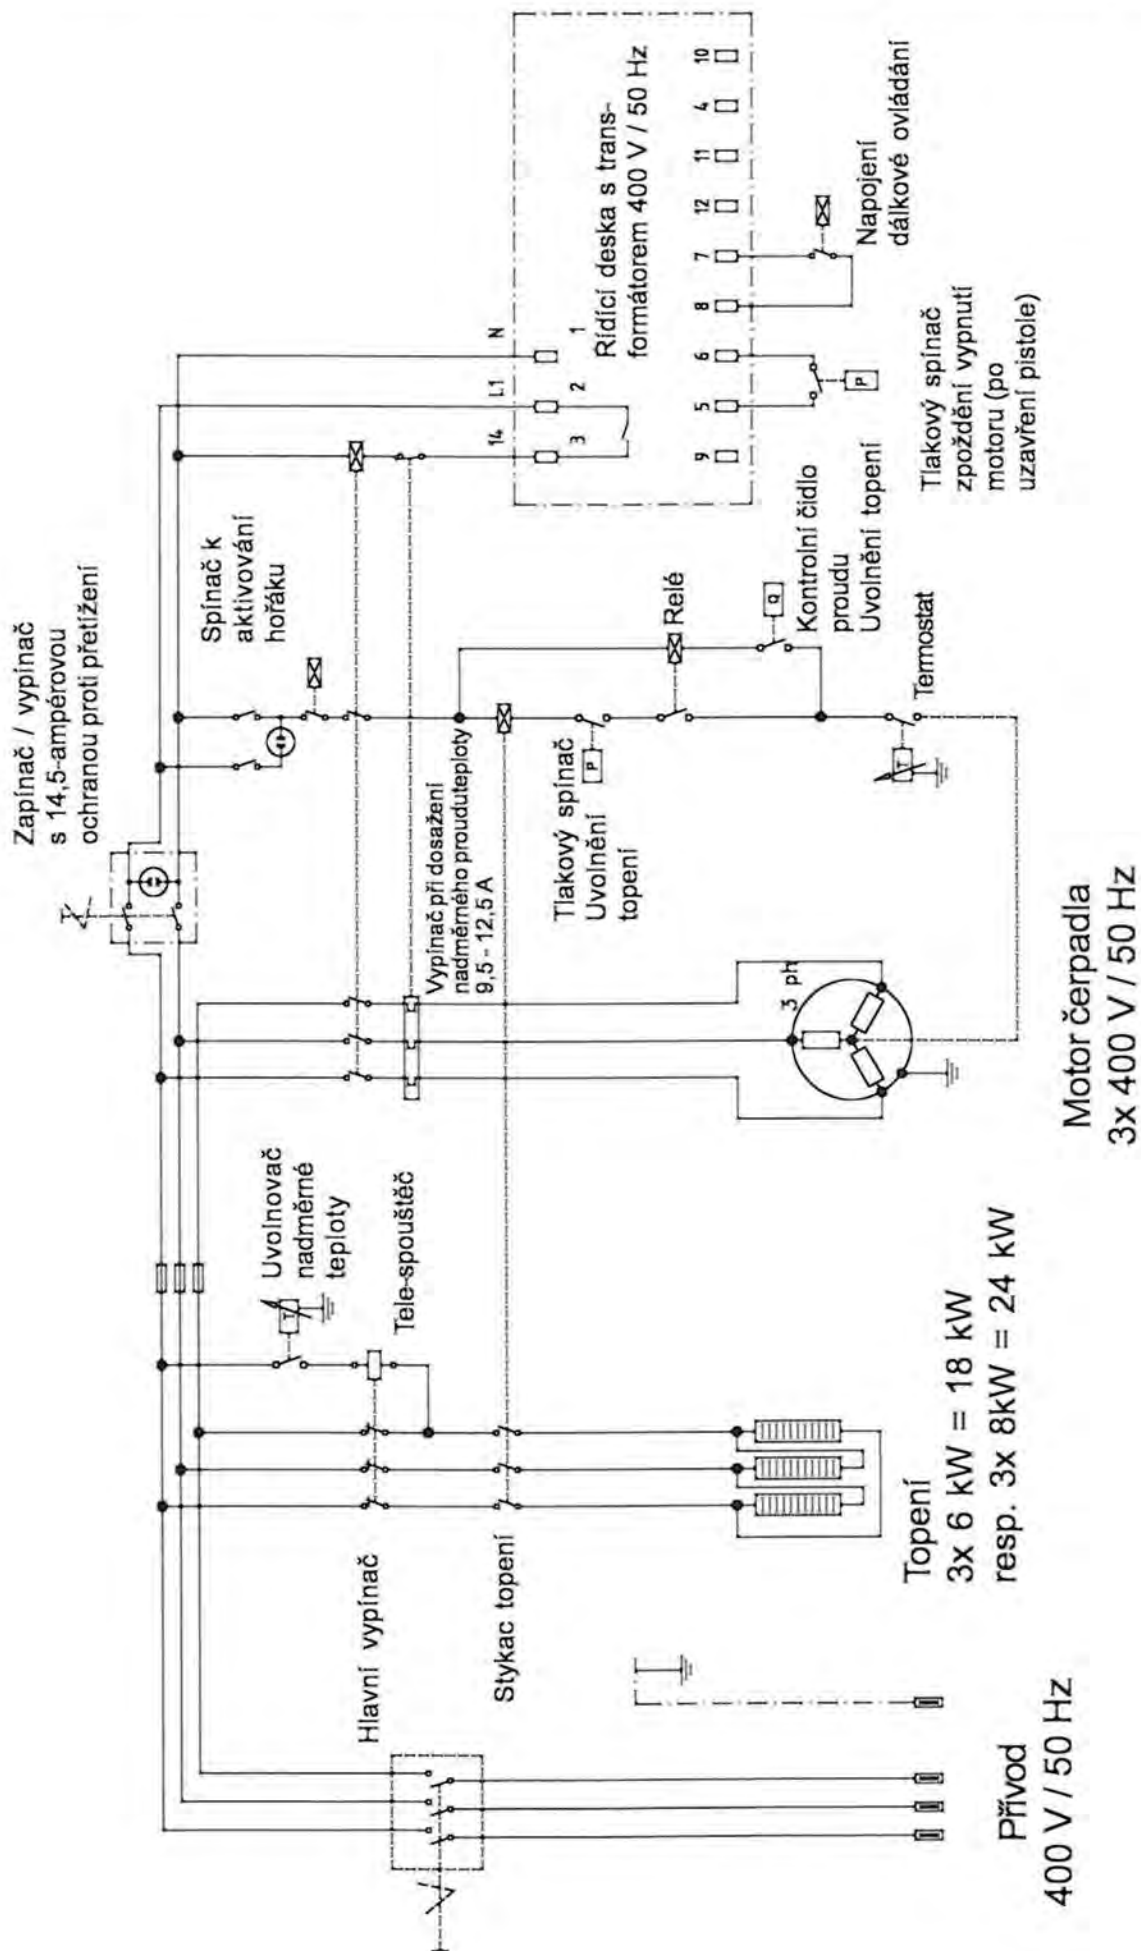 Zapínač / vypínač
s 14,5-ampérovou
ochranou proti přetížení
Spínač k
aktivování
hořáku
14
L1
N
3
2
1
Řídící deska s trans-
formátorem 400 V / 50 Hz
9
5
6
8
7
12
11
4
10
P
Napojení
dálkové ovládání
Tlakový spínač
zpoždění vypnutí
motoru (po
uzavření pistole)
Relé
Q
Kontrolní čidlo
proudu
Uvolnění topení
Termostat
T
Tlakový spínač
Uvolnění
topení
P
Vypínač při dosažení
nadměrného prouduteploty
9,5 - 12,5 A
3 ph
Motor čerpadla
3x 400 V / 50 Hz
Uvolnovač
nadměrné
teploty
T
Tele-spouštěč
Hlavní vypínač
Stykac topení
Topení
3x 6 kW = 18 kW
resp. 3x 8kW = 24 kW
Přívod
400 V / 50 Hz